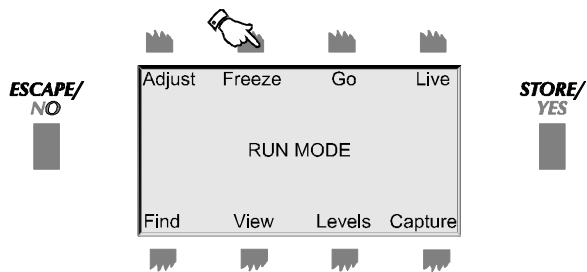 Adjust Freeze Go Live
ESCAPE/
NO
STORE/
YES
RUN MODE
Find View Levels Capture